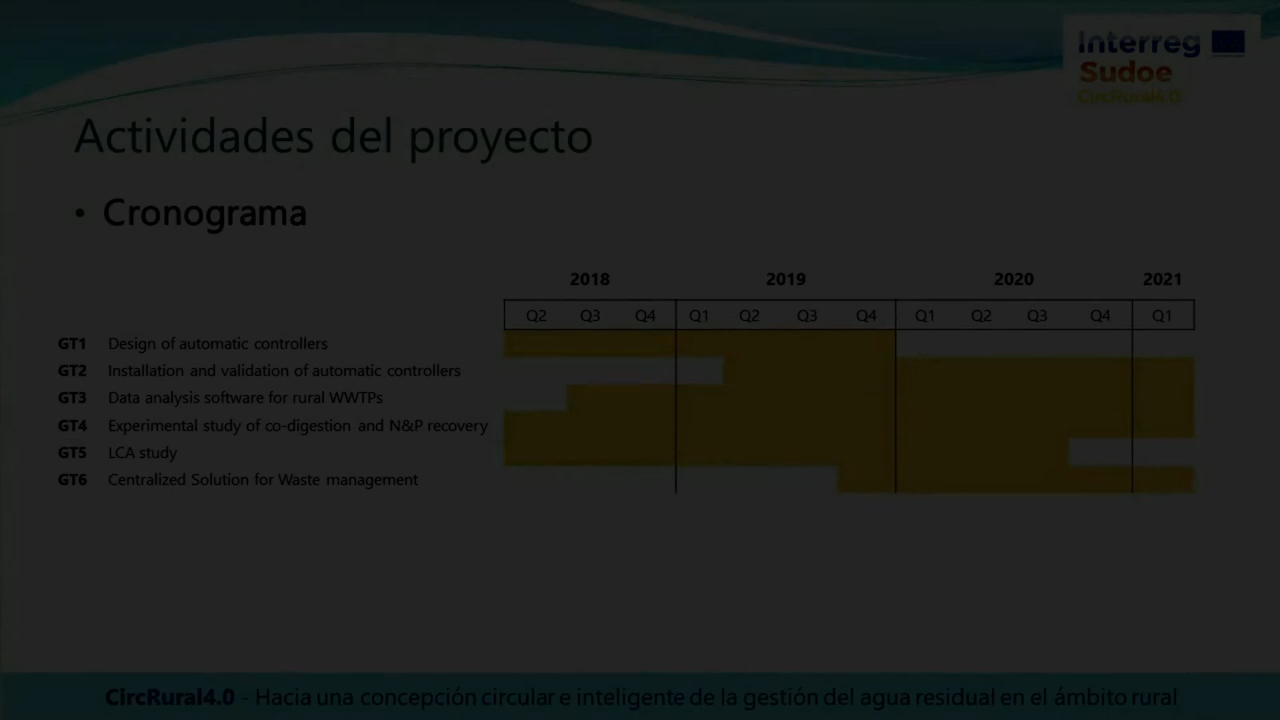 Interreg
Sudoe
CircRural4.0
Actividades del proyecto
• Cronograma
2018 2019 2020 2021
Q2 Q3 Q4 Q1 Q2 Q3 Q4 Q1 Q2 Q3 Q4 Q1
GT1 Design of automatic controllers
GT2 Installation and validation of automatic controllers
GT3 Data analysis software for rural WWTPs
GT4 Experimental study of co-digestion and N&P recovery
GT5 LCA study
GT6 Centralized Solution for Waste management
CircRural4.0 - Hacia una concepción circular e inteligente de la gestión del agua residual en el ámbito rural